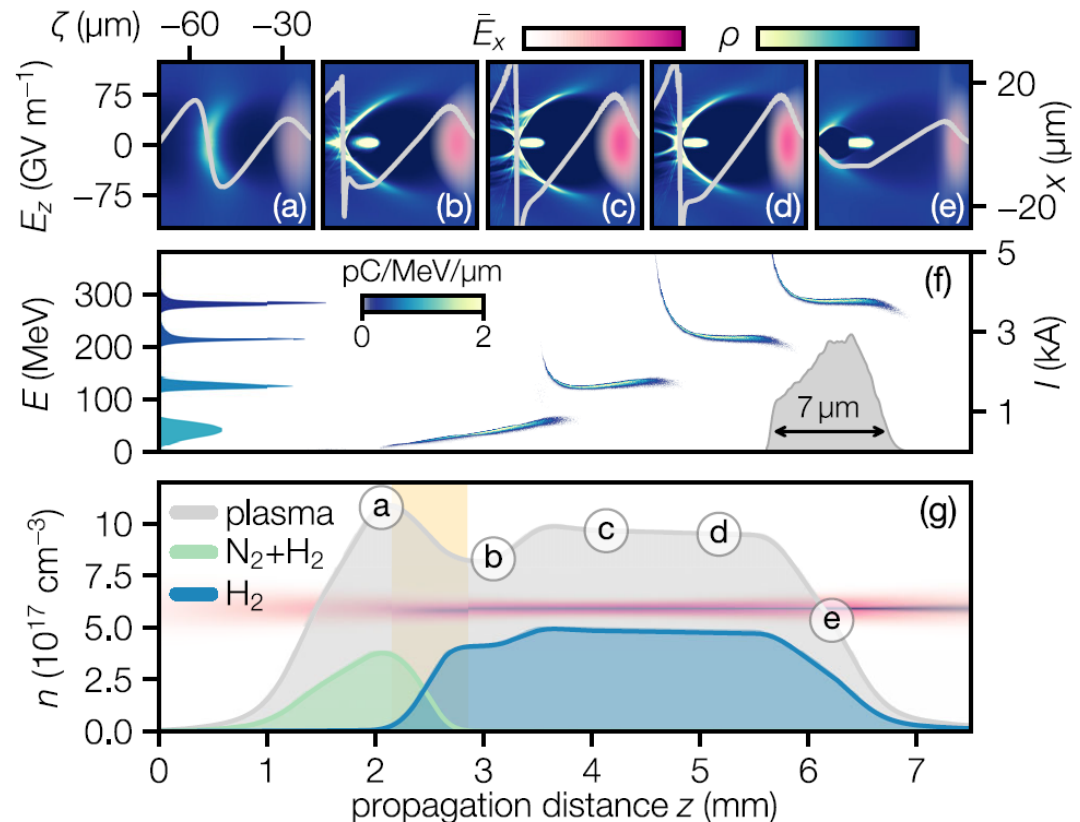 ζ (µm) −60 −30 Ē_x ρ
E_z (GV m⁻¹)
75
0
−75
(a) (b) (c) (d) (e)
20
0
−20
x (µm)
E (MeV)
300
200
100
0
pC/MeV/µm
0 2
(f)
7 µm
5
3
1
I (kA)
n (10¹⁷ cm⁻³)
10
7.5
5.0
2.5
0.0
plasma
N₂+H₂
H₂
a b c d e
(g)
0 1 2 3 4 5 6 7
propagation distance z (mm)